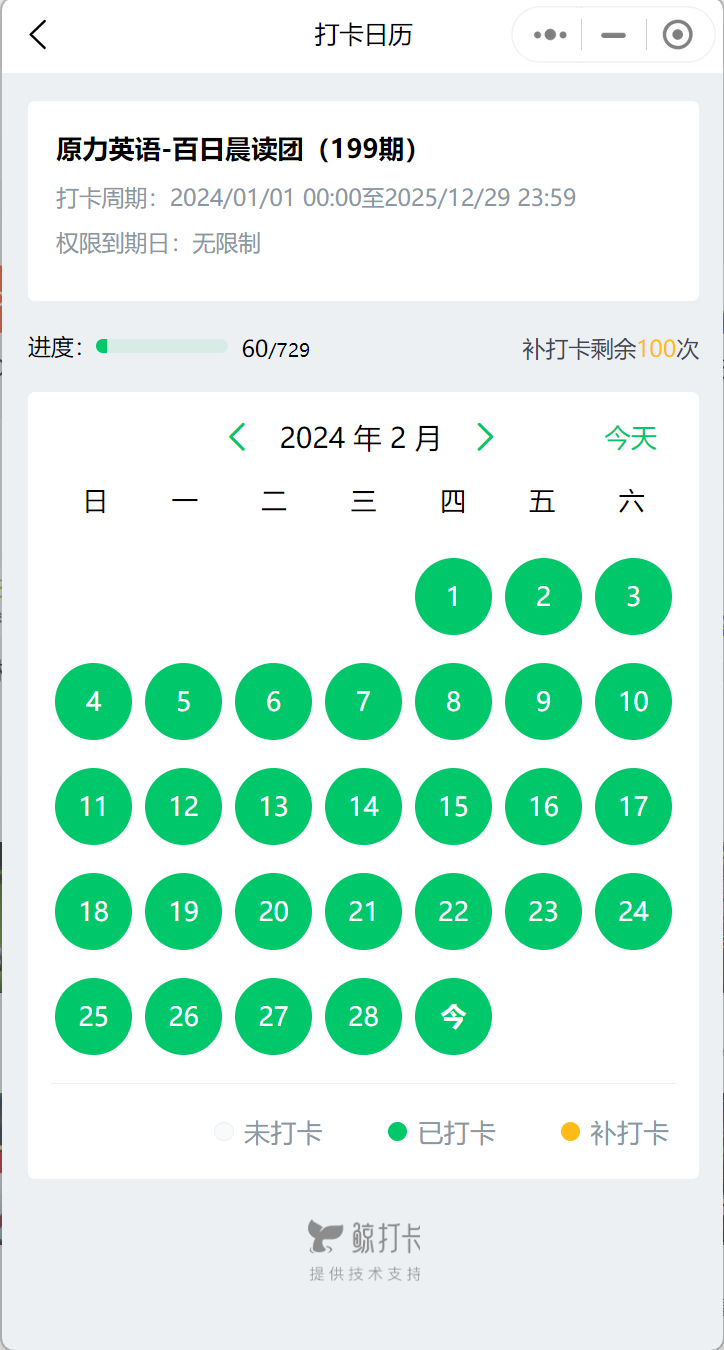 打卡日历
原力英语-百日晨读团（199期）
打卡周期：2024/01/01 00:00至2025/12/29 23:59
权限到期日：无限制
进度： 60/729 补打卡剩余100次
2024 年 2 月 今天
日 一 二 三 四 五 六
1 2 3
4 5 6 7 8 9 10
11 12 13 14 15 16 17
18 19 20 21 22 23 24
25 26 27 28 今
未打卡 已打卡 补打卡
鲸打卡
提供技术支持